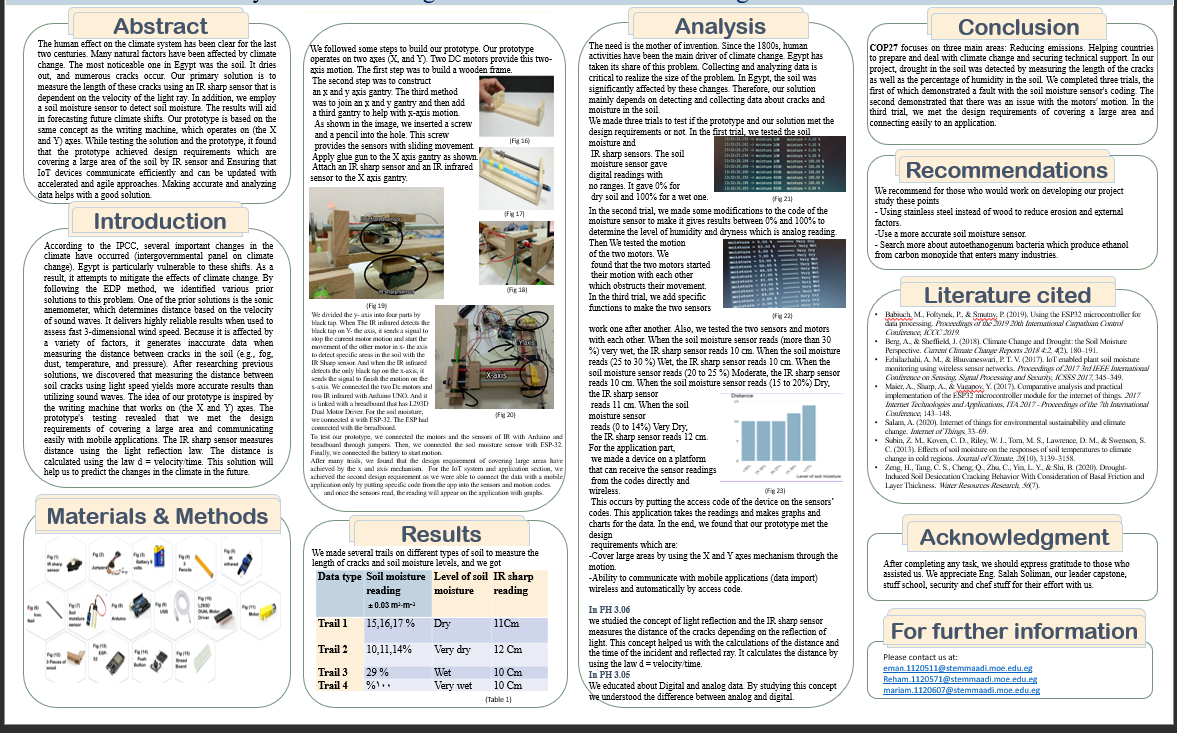 Abstract
The human effect on the climate system has been clear for the last
two centuries. Many natural factors have been affected by climate
change. The most noticeable one in Egypt was the soil. It dries
out, and numerous cracks occur. Our primary solution is to
measure the length of these cracks using an IR sharp sensor that is
dependent on the velocity of the light ray. In addition, we employ
a soil moisture sensor to detect soil moisture. The results will aid
in forecasting future climate shifts. Our prototype is based on the
same concept as the writing machine, which operates on (the X
and Y) axes. While testing the solution and the prototype, it found
that the prototype achieved design requirements which are
covering a large area of the soil by IR sensor and Ensuring that
IoT devices communicate efficiently and can be updated with
accelerated and agile approaches. Making accurate and analyzing
data helps with a good solution.
Introduction
According to the IPCC, several important changes in the
climate have occurred (intergovernmental panel on climate
change). Egypt is particularly vulnerable to these shifts. As a
result, it attempts to mitigate the effects of climate change. By
following the EDP method, we identified various prior
solutions to this problem. One of the prior solutions is the sonic
anemometer, which determines distance based on the velocity
of sound waves. It delivers highly reliable results when used to
assess fast 3-dimensional wind speed. Because it is affected by
a variety of factors, it generates inaccurate data when
measuring the distance between cracks in the soil (e.g., fog,
dust, temperature, and pressure). After researching previous
solutions, we discovered that measuring the distance between
soil cracks using light speed yields more accurate results than
utilizing sound waves. The idea of our prototype is inspired by
the writing machine that works on (the X and Y) axes. The
prototype's testing revealed that we met the design
requirements of covering a large area and communicating
easily with mobile applications. The IR sharp sensor measures
distance using the light reflection law. The distance is
calculated using the law d = velocity/time. This solution will
help us to predict the changes in the climate in the future.
Materials & Methods
Fig (1)
IR sharp
sensor
Fig (2)
Jumpers
Fig (3)
Battery 9
volts
Fig (4)
3
Pencils
Fig (5)
IR
infrared
Fig (6)
Iron
Nail
Fig (7)
Soil
moisture
sensor
Fig (8)
Arduino
Fig (9)
USB
Fig (10)
L293D
DUAL Motor
Driver
Fig (11)
Motor
Fig (12)
3 Pieces of
wood
Fig (13)
ESP-
32
Fig (14)
Push
Button
Fig (15)
Bread
Board
We followed some steps to build our prototype. Our prototype
operates on two axes (X, and Y). Two DC motors provide this two-
axis motion. The first step was to build a wooden frame.
The second step was to construct
an x and y axis gantry. The third method
was to join an x and y gantry and then add
a third gantry to help with x-axis motion.
As shown in the image, we inserted a screw
and a pencil into the hole. This screw
provides the sensors with sliding movement.
Apply glue gun to the X axis gantry as shown.
Attach an IR sharp sensor and an IR infrared
sensor to the X axis gantry.
(Fig 16)
(Fig 17)
(Fig 18)
(Fig 19)
We divided the y- axis into four parts by
black tap. When The IR infrared detects the
black tap on Y- the axis, it sends a signal to
stop the current motor motion and start the
movement of the other motor in x- the axis
to detect specific areas in the soil with the
IR Sharp sensor. And when the IR infrared
detects the only black tap on the x-axis, it
sends the signal to finish the motion on the
x-axis. We connected the two Dc motors and
two IR infrared with Arduino UNO. And it
is linked with a breadboard that has L293D
Dual Motor Driver. For the soil moisture,
we connected it with ESP-32. The ESP had
connected with the breadboard.
Y-axis
X-axis
(Fig 20)
To test our prototype, we connected the motors and the sensors of IR with Arduino and
breadboard through jumpers. Then, we connected the soil moisture sensor with ESP-32.
Finally, we connected the battery to start motion.
After many trials, we found that the design requirement of covering large areas have
achieved by the x and axis mechanism. For the IoT system and application section, we
achieved the second design requirement as we were able to connect the data with a mobile
application only by putting specific code from the app into the sensors and motion codes.
and once the sensors read, the reading will appear on the application with graphs.
Results
We made several trails on different types of soil to measure the
length of cracks and soil moisture levels, and we got
Data type Soil moisture reading ± 0.03 m³·m⁻³ Level of soil moisture IR sharp reading
Trail 1 15,16,17 % Dry 11Cm
Trail 2 10,11,14% Very dry 12 Cm
Trail 3 29 % Wet 10 Cm
Trail 4 %١٠٠ Very wet 10 Cm
(Table 1)
Analysis
The need is the mother of invention. Since the 1800s, human
activities have been the main driver of climate change. Egypt has
taken its share of this problem. Collecting and analyzing data is
critical to realize the size of the problem. In Egypt, the soil was
significantly affected by these changes. Therefore, our solution
mainly depends on detecting and collecting data about cracks and
moisture in the soil.
We made three trials to test if the prototype and our solution met the
design requirements or not. In the first trial, we tested the soil
moisture and
IR sharp sensors. The soil
moisture sensor gave
digital readings with
no ranges. It gave 0% for
dry soil and 100% for a wet one.
(Fig 21)
In the second trial, we made some modifications to the code of the
moisture sensor to make it gives results between 0% and 100% to
determine the level of humidity and dryness which is analog reading.
Then We tested the motion
of the two motors. We
found that the two motors started
their motion with each other
which obstructs their movement.
In the third trial, we add specific
functions to make the two sensors
(Fig 22)
work one after another. Also, we tested the two sensors and motors
with each other. When the soil moisture sensor reads (more than 30
%) very wet, the IR sharp sensor reads 10 cm. When the soil moisture
reads (25 to 30 %) Wet, the IR sharp sensor reads 10 cm. When the
soil moisture sensor reads (20 to 25 %) Moderate, the IR sharp sensor
reads 10 cm. When the soil moisture sensor reads (15 to 20%) Dry,
the IR sharp sensor
reads 11 cm. When the soil
moisture sensor
reads (0 to 14%) Very Dry,
the IR sharp sensor reads 12 cm.
For the application part,
we made a device on a platform
that can receive the sensor readings
from the codes directly and
wireless.
Distance
Level of soil moisture
(Fig 23)
This occurs by putting the access code of the device on the sensors'
codes. This application takes the readings and makes graphs and
charts for the data. In the end, we found that our prototype met the
design
requirements which are:
-Cover large areas by using the X and Y axes mechanism through the
motion.
-Ability to communicate with mobile applications (data import)
wireless and automatically by access code.
In PH 3.06
we studied the concept of light reflection and the IR sharp sensor
measures the distance of the cracks depending on the reflection of
light. This concept helped us with the calculations of the distance and
the time of the incident and reflected ray. It calculates the distance by
using the law d = velocity/time.
In PH 3.05
We educated about Digital and analog data. By studying this concept
we understood the difference between analog and digital.
Conclusion
COP27 focuses on three main areas: Reducing emissions. Helping countries
to prepare and deal with climate change and securing technical support. In our
project, drought in the soil was detected by measuring the length of the cracks
as well as the percentage of humidity in the soil. We completed three trials, the
first of which demonstrated a fault with the soil moisture sensor's coding. The
second demonstrated that there was an issue with the motors' motion. In the
third trial, we met the design requirements of covering a large area and
connecting easily to an application.
Recommendations
We recommend for those who would work on developing our project
study these points
- Using stainless steel instead of wood to reduce erosion and external
factors.
-Use a more accurate soil moisture sensor.
- Search more about autoethanogenum bacteria which produce ethanol
from carbon monoxide that enters many industries.
Literature cited
• Babiuch, M., Foltynek, P., & Smutny, P. (2019). Using the ESP32 microcontroller for
data processing. Proceedings of the 2019 20th International Carpathian Control
Conference, ICCC 2019.
• Berg, A., & Sheffield, J. (2018). Climate Change and Drought: the Soil Moisture
Perspective. Current Climate Change Reports 2018 4:2, 4(2), 180–191.
• Ezhilazhahi, A. M., & Bhuvaneswari, P. T. V. (2017). IoT enabled plant soil moisture
monitoring using wireless sensor networks. Proceedings of 2017 3rd IEEE International
Conference on Sensing, Signal Processing and Security, ICSSS 2017, 345–349.
• Maier, A., Sharp, A., & Vagapov, Y. (2017). Comparative analysis and practical
implementation of the ESP32 microcontroller module for the internet of things. 2017
Internet Technologies and Applications, ITA 2017 - Proceedings of the 7th International
Conference, 143–148.
• Salam, A. (2020). Internet of things for environmental sustainability and climate
change. Internet of Things, 33–69.
• Subin, Z. M., Koven, C. D., Riley, W. J., Torn, M. S., Lawrence, D. M., & Swenson, S.
C. (2013). Effects of soil moisture on the responses of soil temperatures to climate
change in cold regions. Journal of Climate, 26(10), 3139–3158.
• Zeng, H., Tang, C. S., Cheng, Q., Zhu, C., Yin, L. Y., & Shi, B. (2020). Drought-
Induced Soil Desiccation Cracking Behavior With Consideration of Basal Friction and
Layer Thickness. Water Resources Research, 56(7).
Acknowledgment
After completing any task, we should express gratitude to those who
assisted us. We appreciate Eng. Salah Soliman, our leader capstone,
stuff school, security and chef stuff for their effort with us.
For further information
Please contact us at:
eman.1120511@stemmaadi.moe.edu.eg
Reham.1120571@stemmaadi.moe.edu.eg
mariam.1120607@stemmaadi.moe.edu.eg